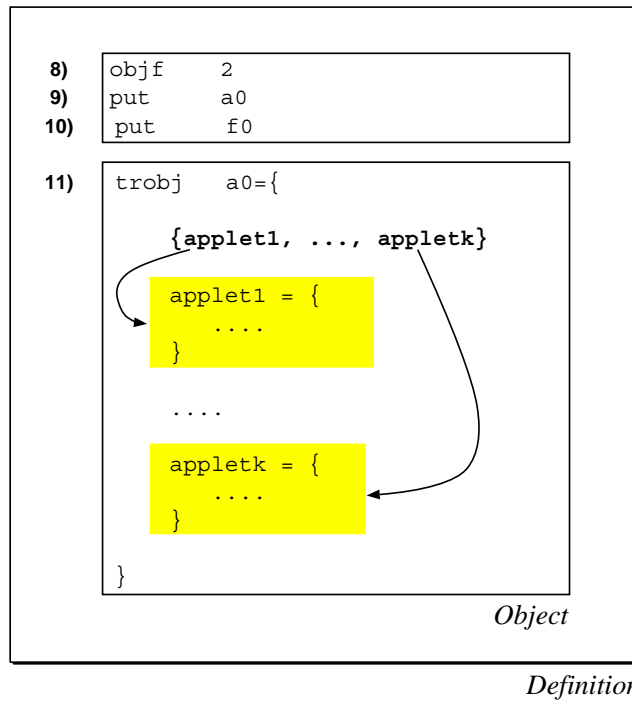 8) objf 2
9) put a0
10) put f0
11) trobj a0={
{applet1, ..., appletk}
applet1 = {
....
}
....
appletk = {
....
}
}
Object
Definition